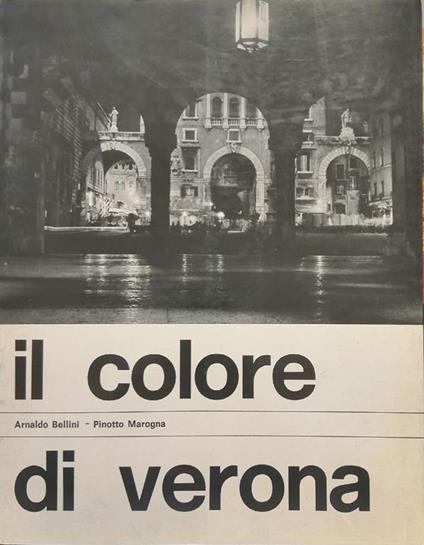 il colore
Arnaldo Bellini - Pinotto Marogna
di verona